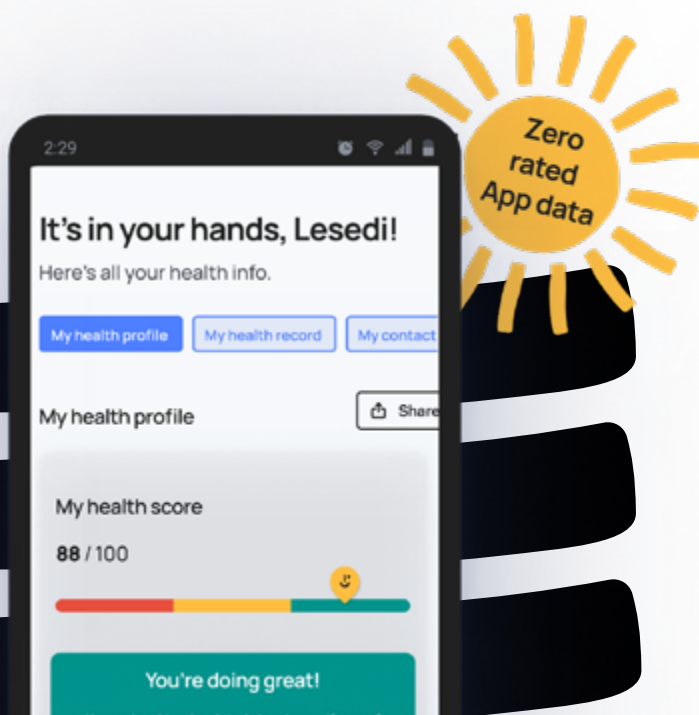 Zero
rated
App data
2:29
It's in your hands, Lesedi!
Here's all your health info.
My health profile
My health record
My contact
My health profile
Share
My health score
88 / 100
You're doing great!